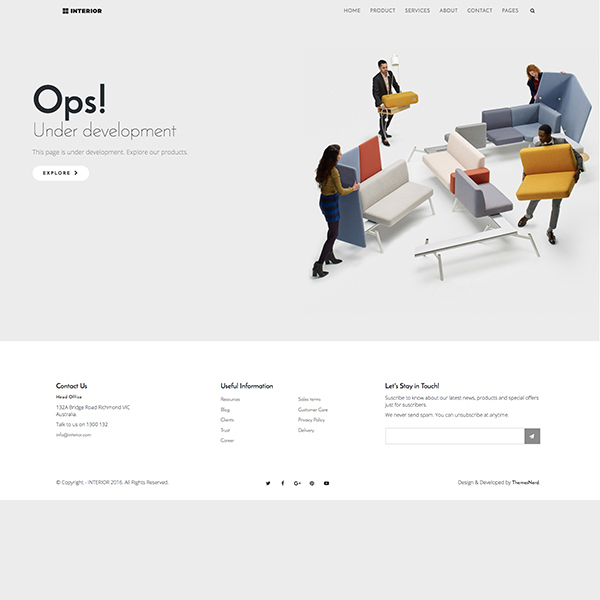 INTERIOR
HOME PRODUCT SERVICES ABOUT CONTACT PAGES
Ops!
Under development
This page is under development. Explore our products.
EXPLORE
Contact Us
Head Office
132A Bridge Road Richmond VIC
Australia.
Talk to us on 1300 132
info@interior.com
Useful Information
Resources
Blog
Clients
Trust
Career
Sales terms
Customer Care
Privacy Policy
Delivery
Let's Stay in Touch!
Suscribe to know about our latest news, products and special offers
just for suscribers.
We never send spam. You can unsubscribe at anytime.
© Copyright - INTERIOR 2016. All Rights Reserved.
Design & Developed by ThemesNerd